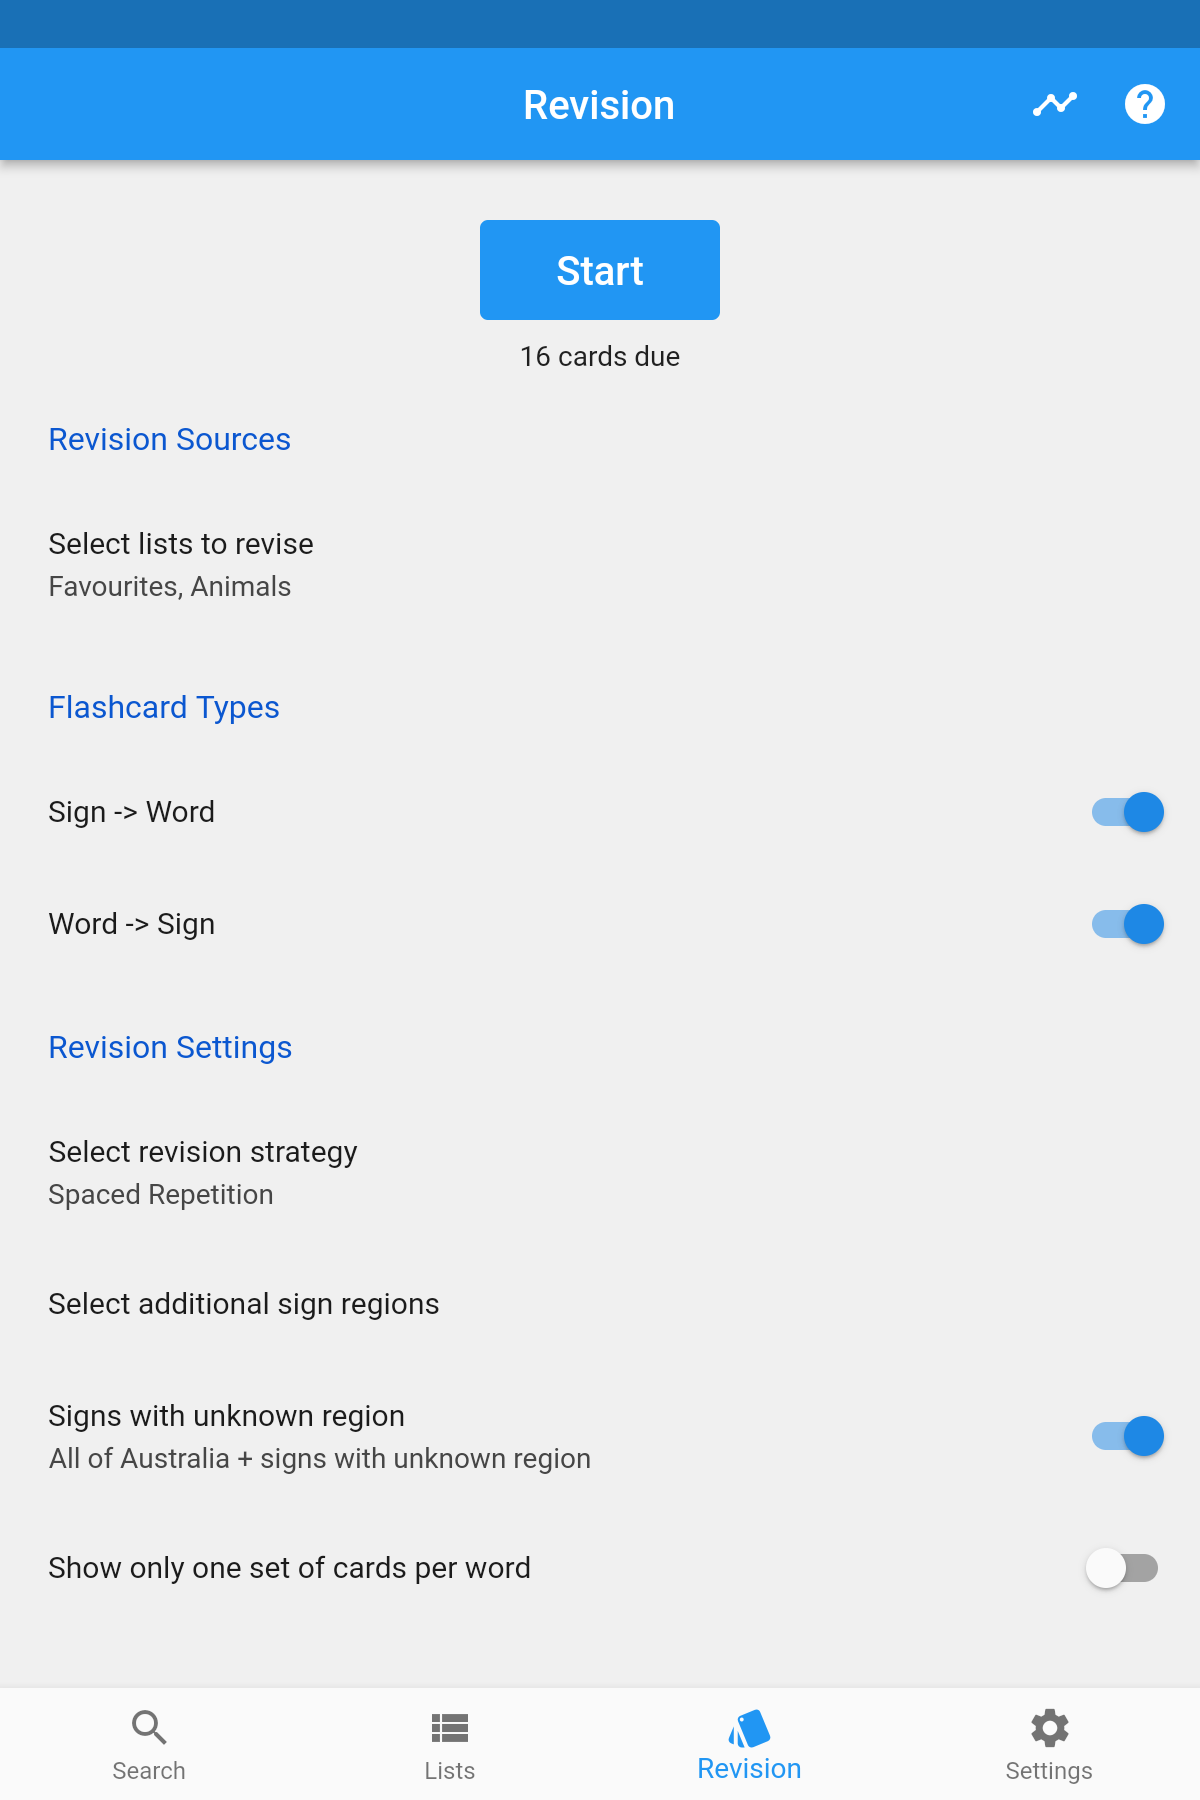 Revision
Start
16 cards due
Revision Sources
Select lists to revise
Favourites, Animals
Flashcard Types
Sign -> Word
Word -> Sign
Revision Settings
Select revision strategy
Spaced Repetition
Select additional sign regions
Signs with unknown region
All of Australia + signs with unknown region
Show only one set of cards per word
Search
Lists
Revision
Settings